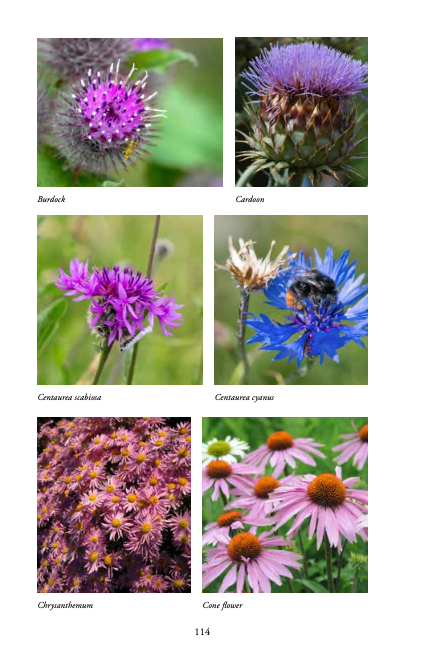 Burdock
Cardoon
Centaurea scabiosa
Centaurea cyanus
Chrysanthemum
Cone flower
114